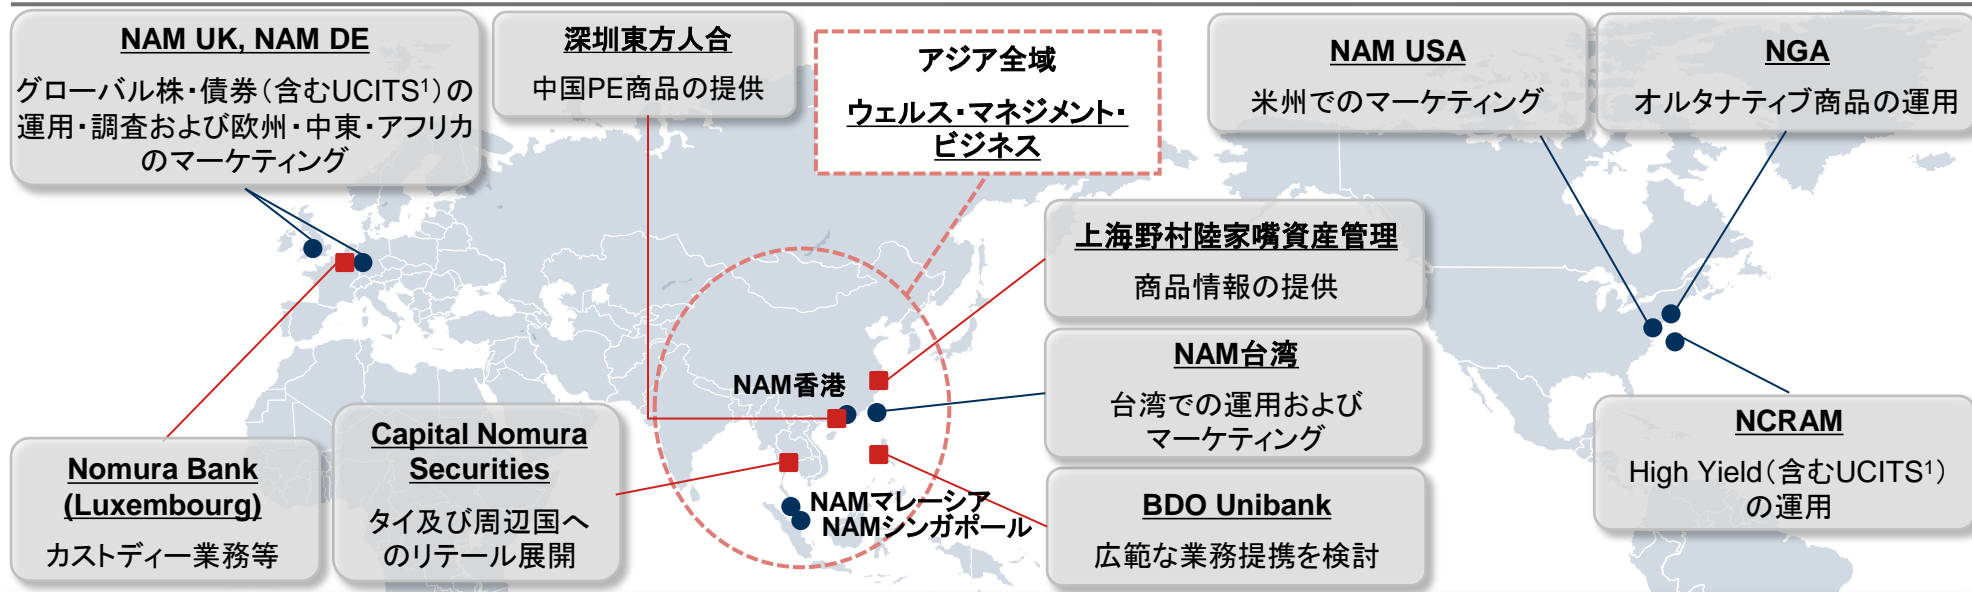 NAM UK, NAM DE
グローバル株・債券（含むUCITS¹）の
運用・調査および欧州・中東・アフリカ
のマーケティング
深圳東方人合
中国PE商品の提供
アジア全域
ウェルス・マネジメント・
ビジネス
NAM USA
米州でのマーケティング
NGA
オルタナティブ商品の運用
上海野村陸家嘴資産管理
商品情報の提供
NAM台湾
台湾での運用および
マーケティング
NAM香港
Nomura Bank
(Luxembourg)
カストディー業務等
Capital Nomura
Securities
タイ及び周辺国へ
のリテール展開
NAMマレーシア
NAMシンガポール
BDO Unibank
広範な業務提携を検討
NCRAM
High Yield（含むUCITS¹）
の運用